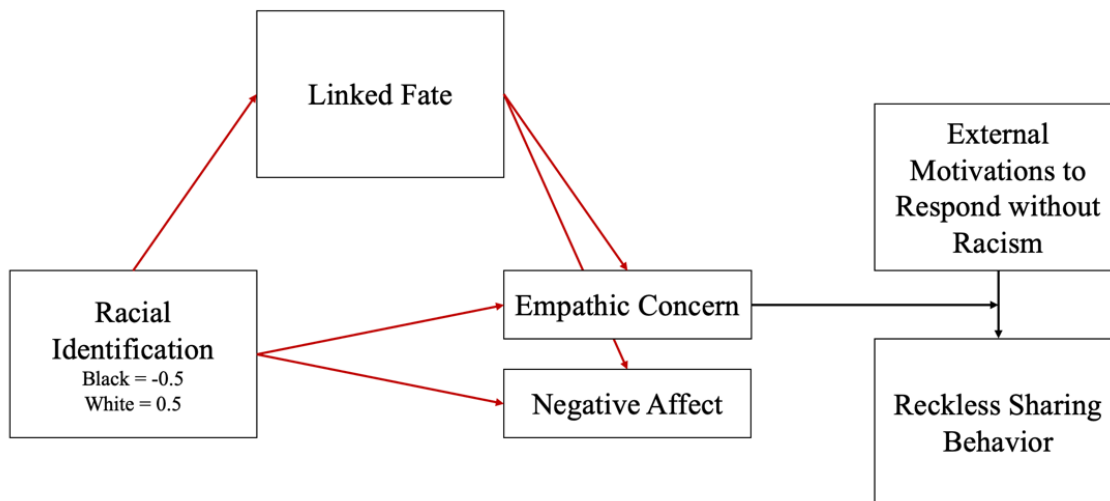 Linked Fate
External
Motivations to
Respond without
Racism
Racial
Identification
Black = -0.5
White = 0.5
Empathic Concern
Negative Affect
Reckless Sharing
Behavior